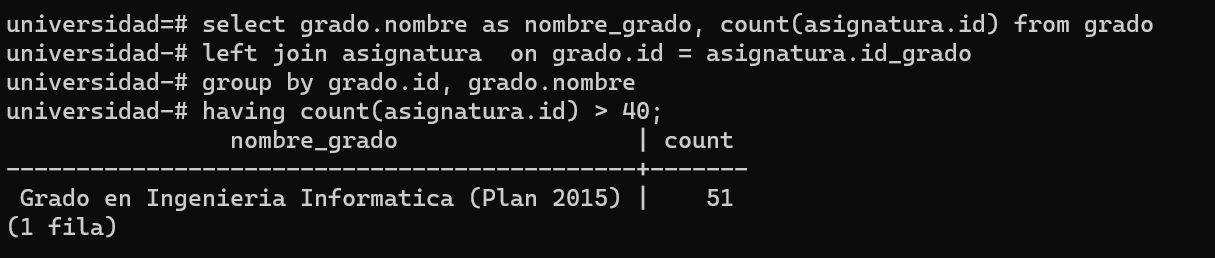 universidad=# select grado.nombre as nombre_grado, count(asignatura.id) from grado
universidad-# left join asignatura  on grado.id = asignatura.id_grado
universidad-# group by grado.id, grado.nombre
universidad-# having count(asignatura.id) > 40;
                nombre_grado                 | count
---------------------------------------------+-------
 Grado en Ingenieria Informatica (Plan 2015) |    51
(1 fila)